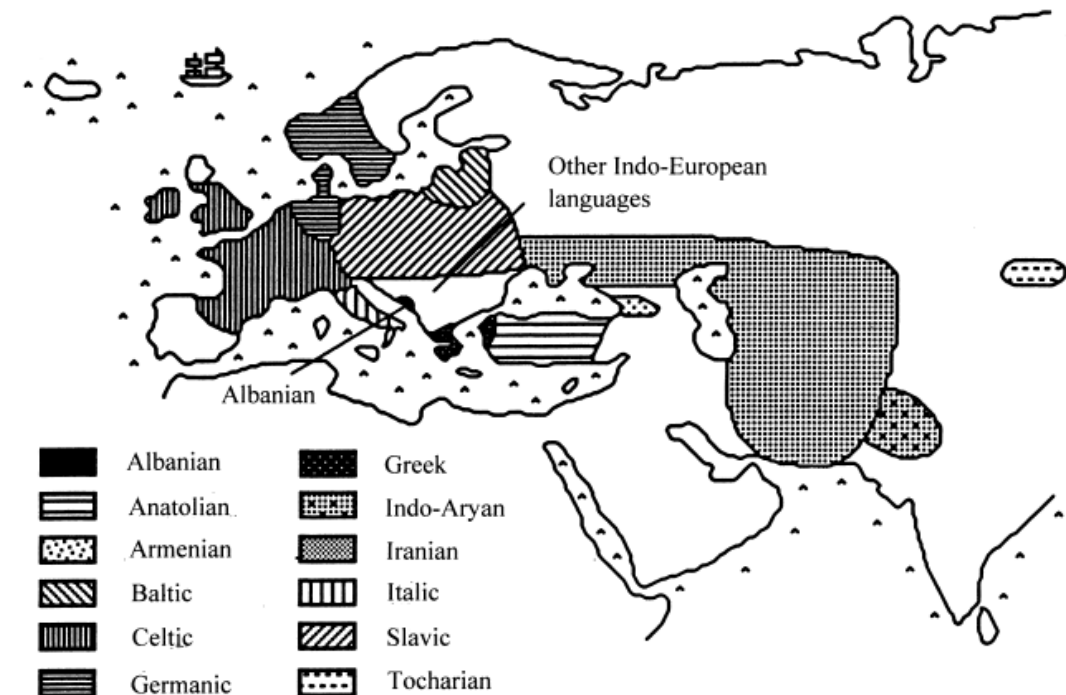 Other Indo-European
languages
Albanian
Albanian
Anatolian
Armenian
Baltic
Celtic
Germanic
Greek
Indo-Aryan
Iranian
Italic
Slavic
Tocharian